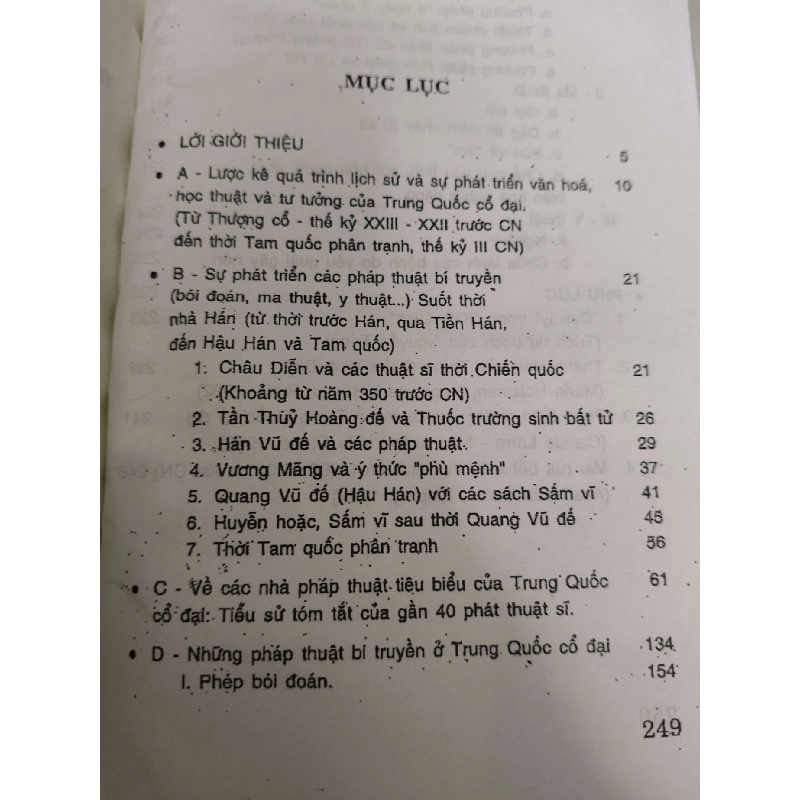 MỤC LỤC
• LỜI GIỚI THIỆU 5
• A - Lược kê quá trình lịch sử và sự phát triển văn hoá, 10
học thuật và tư tưởng của Trung Quốc cổ đại.
(Từ Thượng cổ - thế kỷ XXIII - XXII trước CN
đến thời Tam quốc phân tranh, thế kỷ III CN)
• B - Sự phát triển các pháp thuật bí truyền 21
(bói đoán, ma thuật, y thuật...) Suốt thời
nhà Hán (từ thời trước Hán, qua Tiền Hán,
đến Hậu Hán và Tam quốc)
1. Châu Diễn và các thuật sĩ thời Chiến quốc 21
(Khoảng từ năm 350 trước CN)
2. Tần Thuỷ Hoàng đế và Thuốc trường sinh bất tử 26
3. Hán Vũ đế và các pháp thuật. 29
4. Vương Mãng và ý thức "phù mệnh" 37
5. Quang Vũ đế (Hậu Hán) với các sách Sấm vĩ 41
6. Huyễn hoặc, Sấm vĩ sau thời Quang Vũ đế 45
7. Thời Tam quốc phân tranh 56
• C - Về các nhà pháp thuật tiêu biểu của Trung Quốc 61
cổ đại: Tiểu sử tóm tắt của gần 40 phát thuật sĩ.
• D - Những pháp thuật bí truyền ở Trung Quốc cổ đại 134
I. Phép bói đoán. 154
249